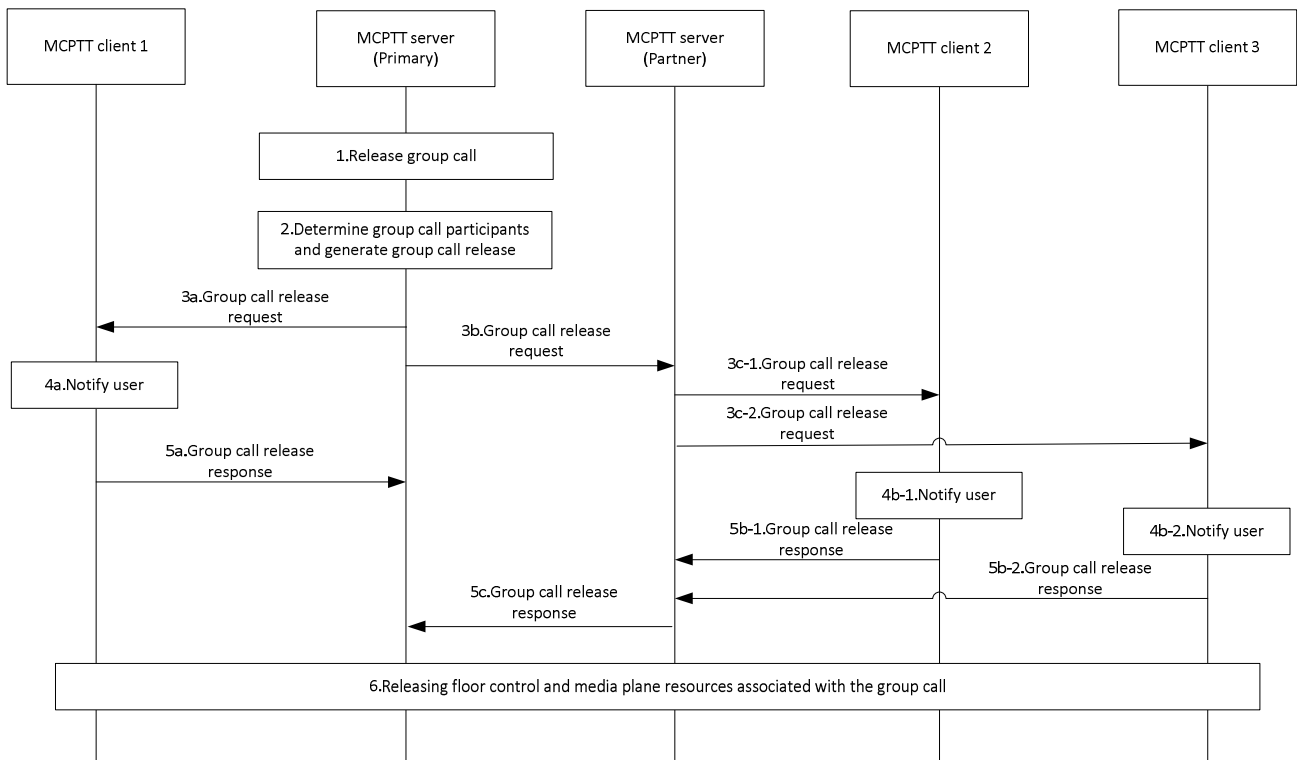 MCPTT client 1
MCPTT server
(Primary)
MCPTT server
(Partner)
MCPTT client 2
MCPTT client 3
1.Release group call
2.Determine group call participants
and generate group call release
3a.Group call release
request
3b.Group call release
request
3c-1.Group call release
request
4a.Notify user
3c-2.Group call release
request
5a.Group call release
response
4b-1.Notify user
4b-2.Notify user
5b-1.Group call release
response
5b-2.Group call release
response
5c.Group call release
response
6.Releasing floor control and media plane resources associated with the group call